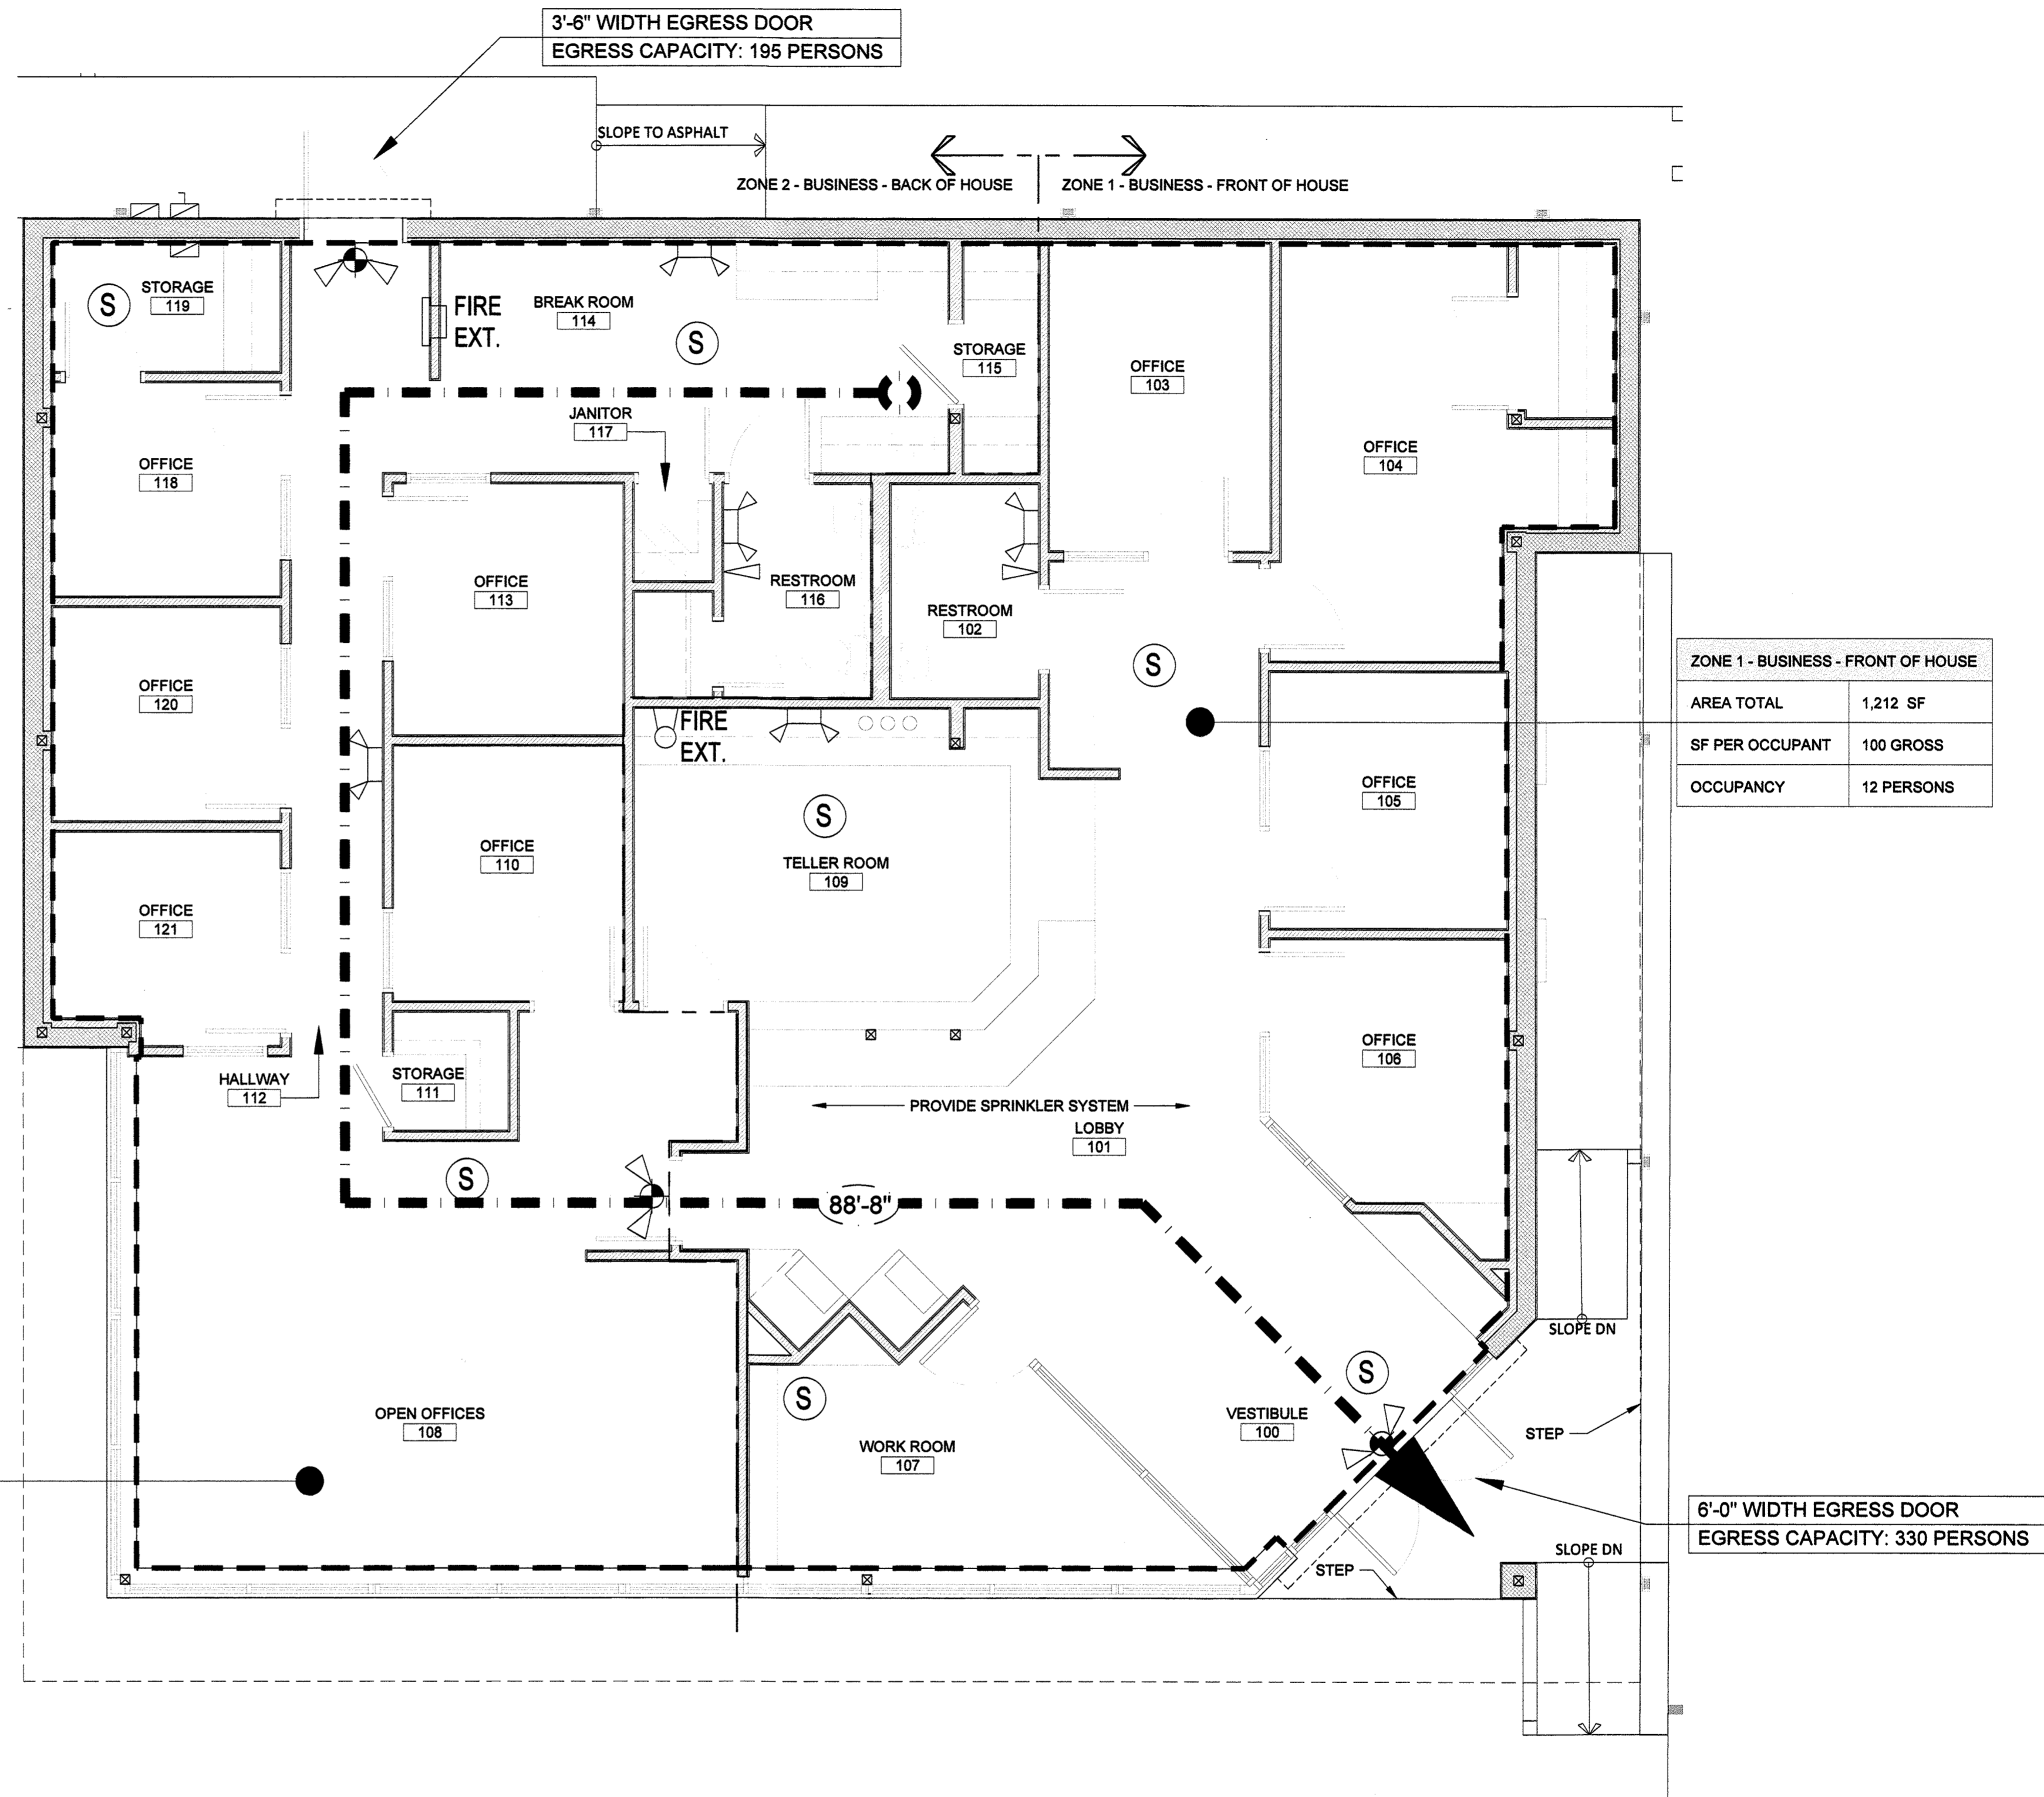 3'-6" WIDTH EGRESS DOOR
EGRESS CAPACITY: 195 PERSONS
SLOPE TO ASPHALT
ZONE 2 - BUSINESS - BACK OF HOUSE
ZONE 1 - BUSINESS - FRONT OF HOUSE
STORAGE
119
S
FIRE
EXT.
BREAK ROOM
114
S
STORAGE
115
OFFICE
103
OFFICE
104
JANITOR
117
OFFICE
118
OFFICE
113
RESTROOM
116
RESTROOM
102
S
ZONE 1 - BUSINESS - FRONT OF HOUSE
AREA TOTAL 1,212 SF
SF PER OCCUPANT 100 GROSS
OCCUPANCY 12 PERSONS
OFFICE
120
FIRE
EXT.
S
TELLER ROOM
109
OFFICE
105
OFFICE
110
OFFICE
121
OFFICE
106
HALLWAY
112
STORAGE
111
PROVIDE SPRINKLER SYSTEM
LOBBY
101
S
88'-8"
SLOPE DN
S
S
OPEN OFFICES
108
WORK ROOM
107
VESTIBULE
100
STEP
6'-0" WIDTH EGRESS DOOR
EGRESS CAPACITY: 330 PERSONS
SLOPE DN
STEP